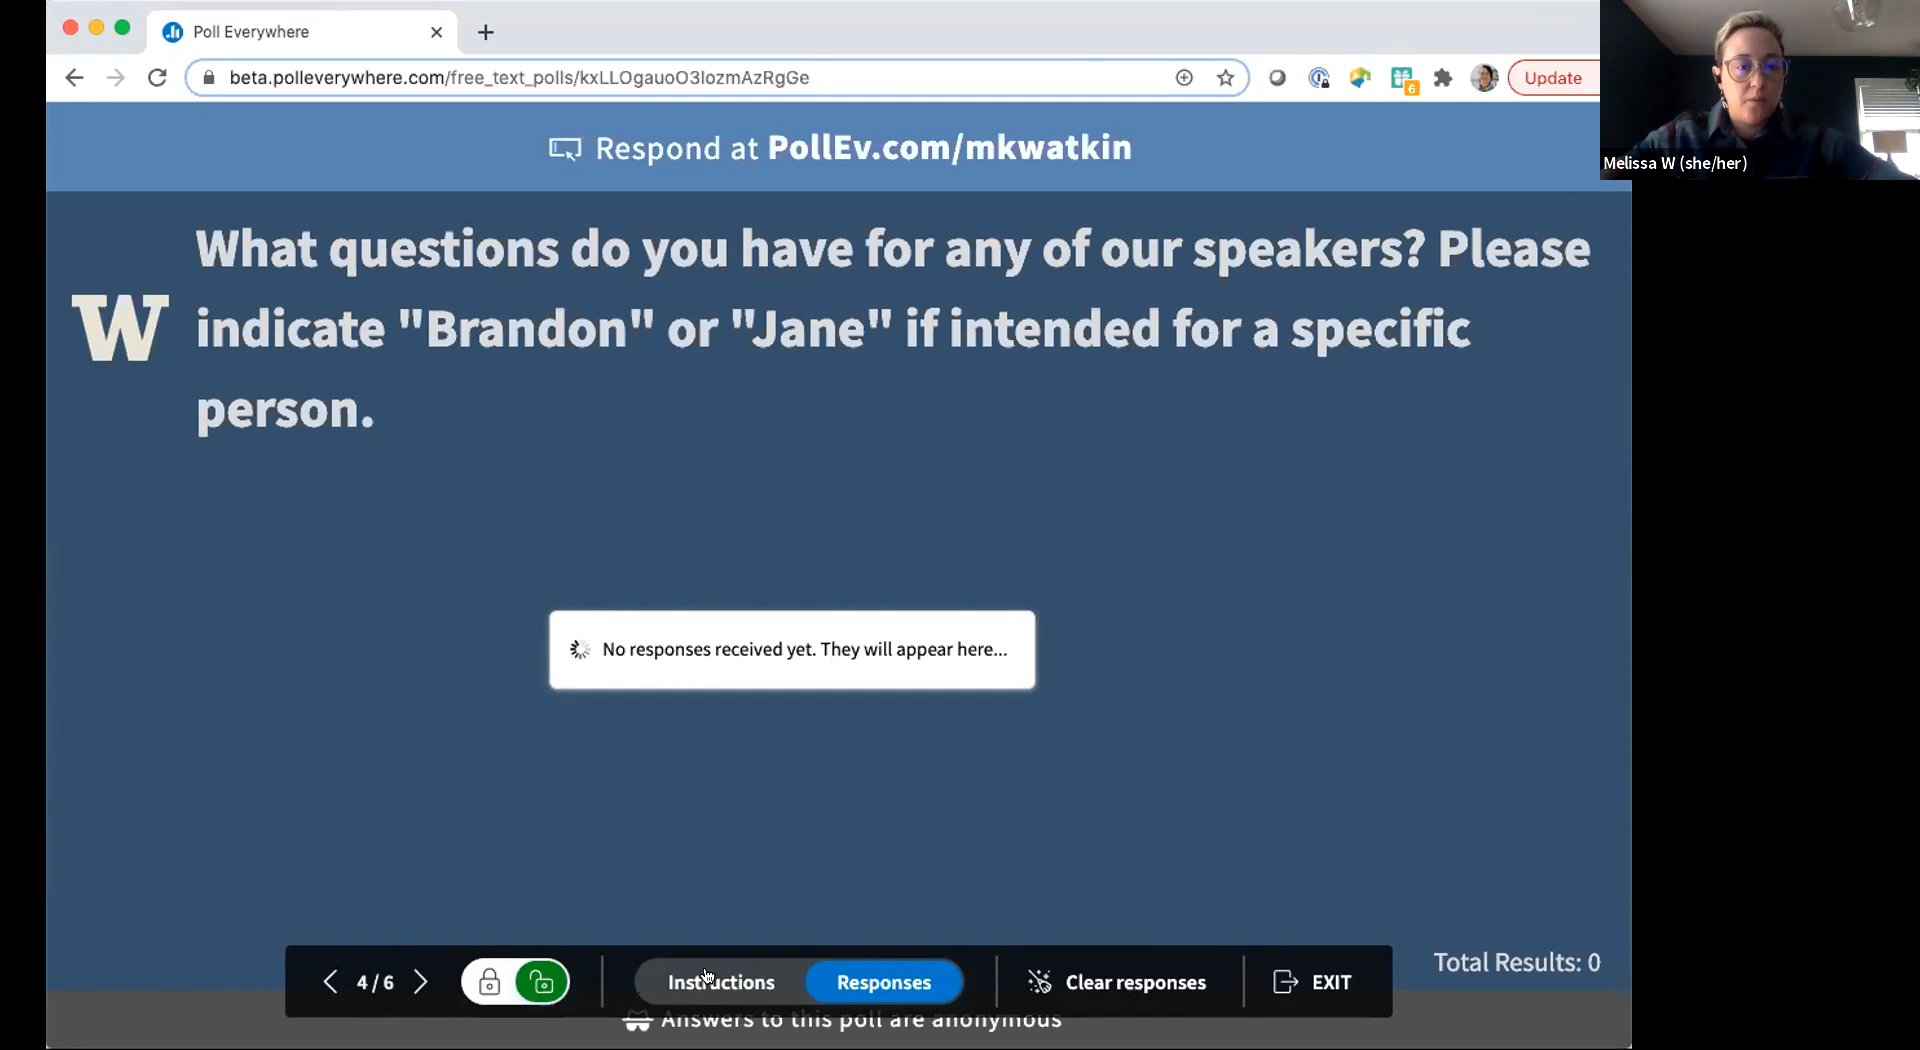 Poll Everywhere
beta.polleverywhere.com/free_text_polls/kxLLOgauoO3lozmAzRgGe
6
Update
Melissa W (she/her)
Respond at PollEv.com/mkwatkin
W
What questions do you have for any of our speakers? Please
indicate "Brandon" or "Jane" if intended for a specific
person.
No responses received yet. They will appear here...
Total Results: 0
4 / 6
Instructions
Responses
Clear responses
EXIT
Answers to this poll are anonymous